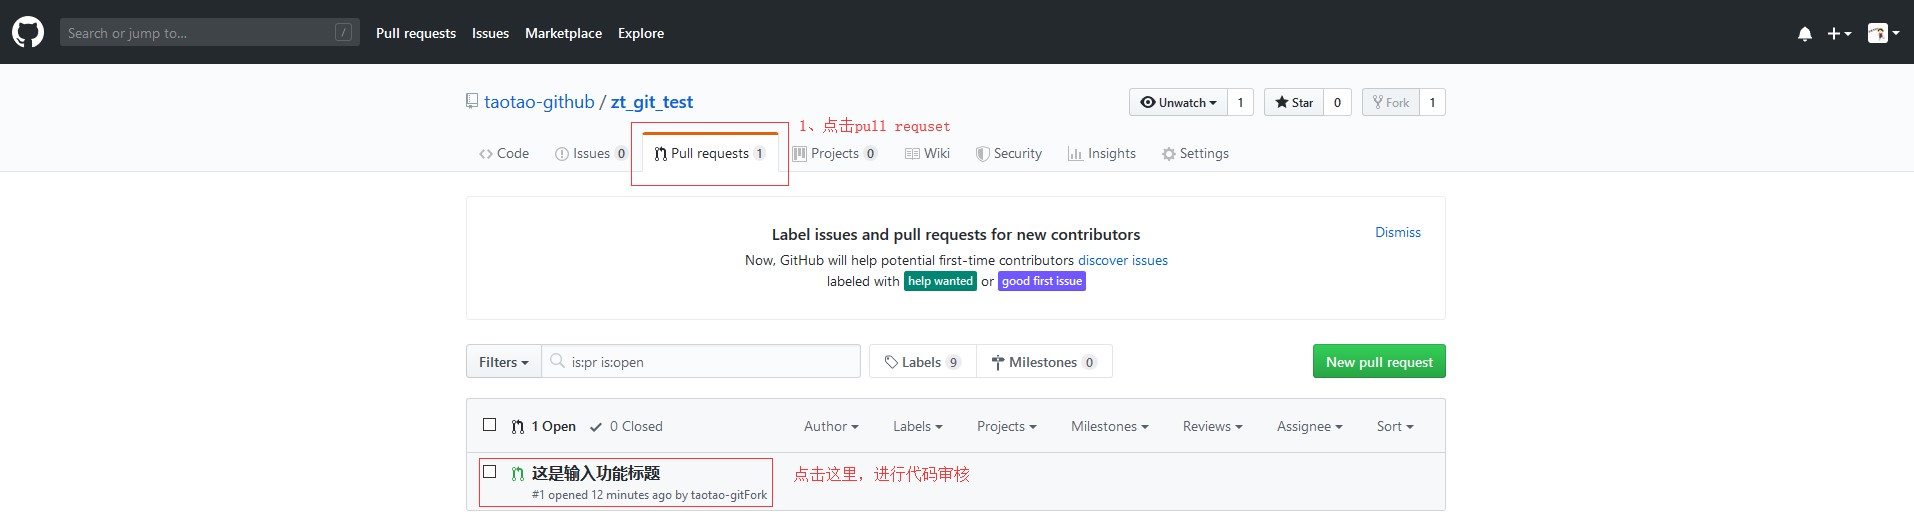 Search or jump to... /
Pull requests Issues Marketplace Explore
taotao-github / zt_git_test
Unwatch 1 Star 0 Fork 1
1、点击pull requset
Code Issues 0 Pull requests 1 Projects 0 Wiki Security Insights Settings
Label issues and pull requests for new contributors
Dismiss
Now, GitHub will help potential first-time contributors discover issues
labeled with help wanted or good first issue
Filters is:pr is:open Labels 9 Milestones 0 New pull request
1 Open 0 Closed Author Labels Projects Milestones Reviews Assignee Sort
这是输入功能标题
#1 opened 12 minutes ago by taotao-gitFork
点击这里，进行代码审核